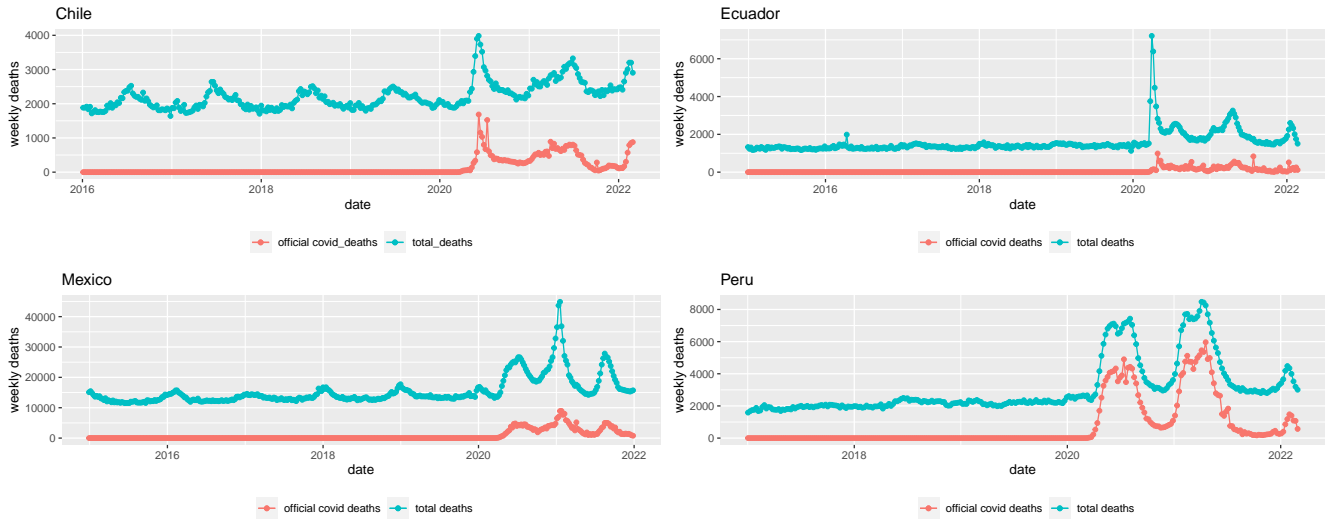 Chile
4000
3000
2000
1000
0
weekly deaths
2016
2018
2020
2022
date
official covid_deaths total_deaths
Ecuador
6000
4000
2000
0
weekly deaths
2016
2018
2020
2022
date
official covid deaths total deaths
Mexico
40000
30000
20000
10000
0
weekly deaths
2016
2018
2020
2022
date
official covid deaths total deaths
Peru
8000
6000
4000
2000
0
weekly deaths
2018
2020
2022
date
official covid deaths total deaths